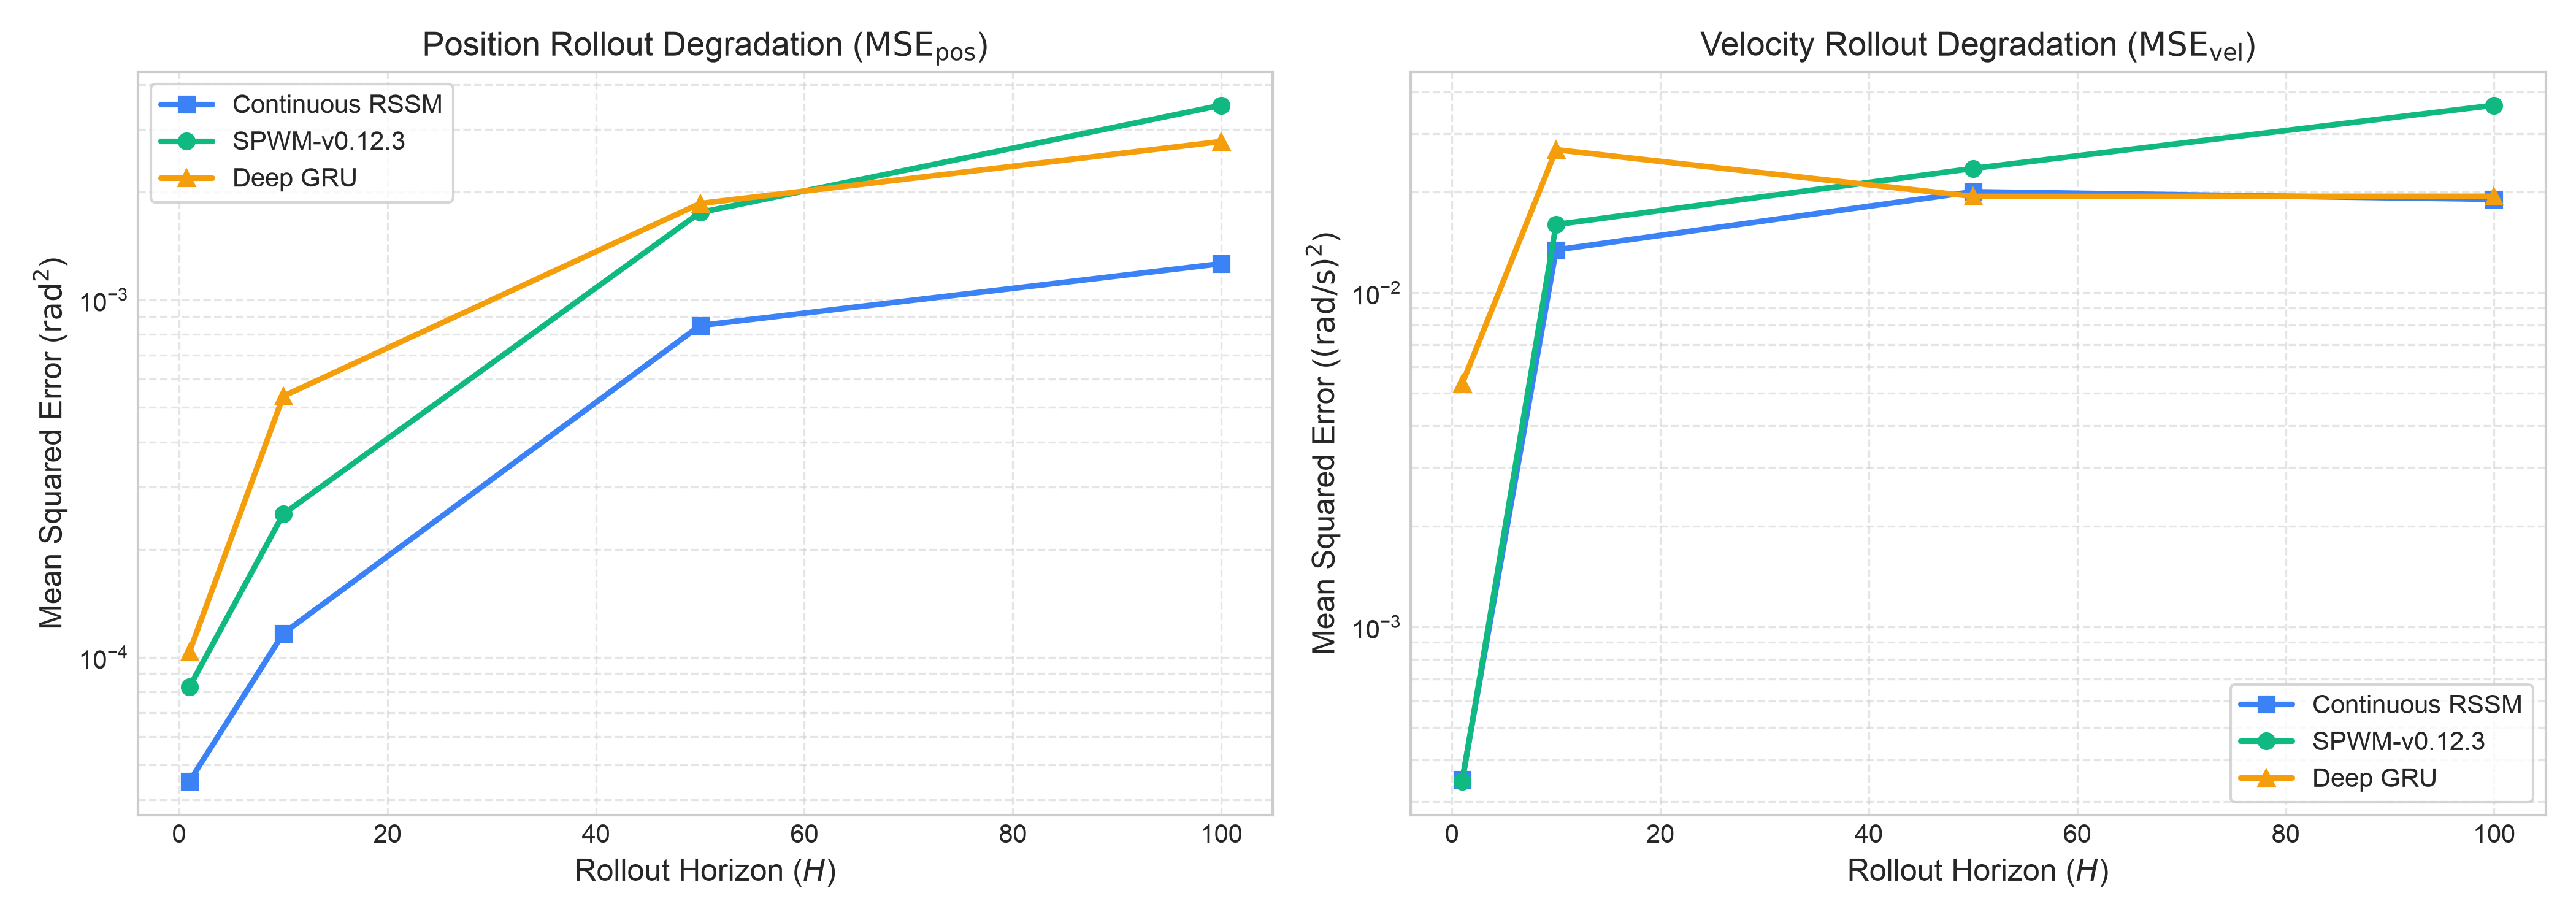 Position Rollout Degradation (MSE_pos)
Mean Squared Error (rad²)
10⁻³
10⁻⁴
Continuous RSSM
SPWM-v0.12.3
Deep GRU
0 20 40 60 80 100
Rollout Horizon (H)
Velocity Rollout Degradation (MSE_vel)
Mean Squared Error ((rad/s)²)
10⁻²
10⁻³
Continuous RSSM
SPWM-v0.12.3
Deep GRU
0 20 40 60 80 100
Rollout Horizon (H)